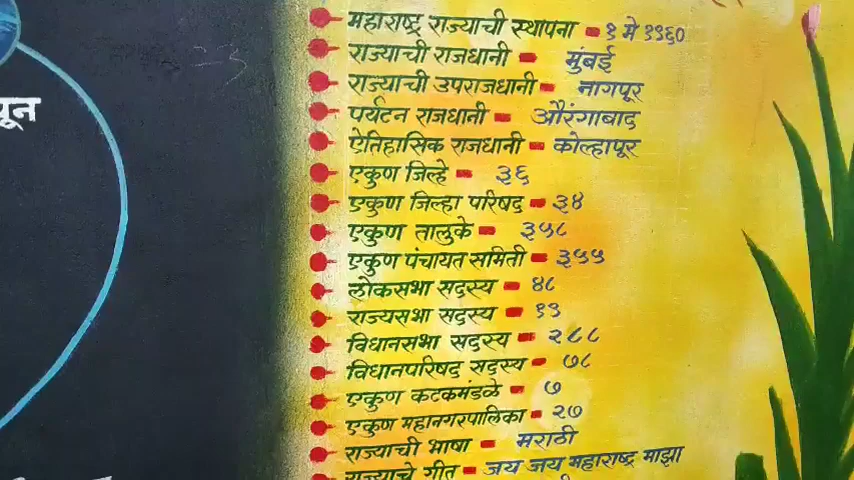 यून
महाराष्ट्र राज्याची स्थापना - १ मे १९६०
राज्याची राजधानी - मुंबई
राज्याची उपराजधानी - नागपूर
पर्यटन राजधानी - औरंगाबाद
ऐतिहासिक राजधानी - कोल्हापूर
एकुण जिल्हे - ३६
एकुण जिल्हा परिषद - ३४
एकुण तालुके - ३५८
एकुण पंचायत समिती - ३५५
लोकसभा सदस्य - ४८
राज्यसभा सदस्य - १९
विधानसभा सदस्य - २८८
विधानपरिषद सदस्य - ७८
एकुण कटकमंडळे - ७
एकुण महानगरपालिका - २७
राज्याची भाषा - मराठी
राज्याचे गीत - जय जय महाराष्ट्र माझा